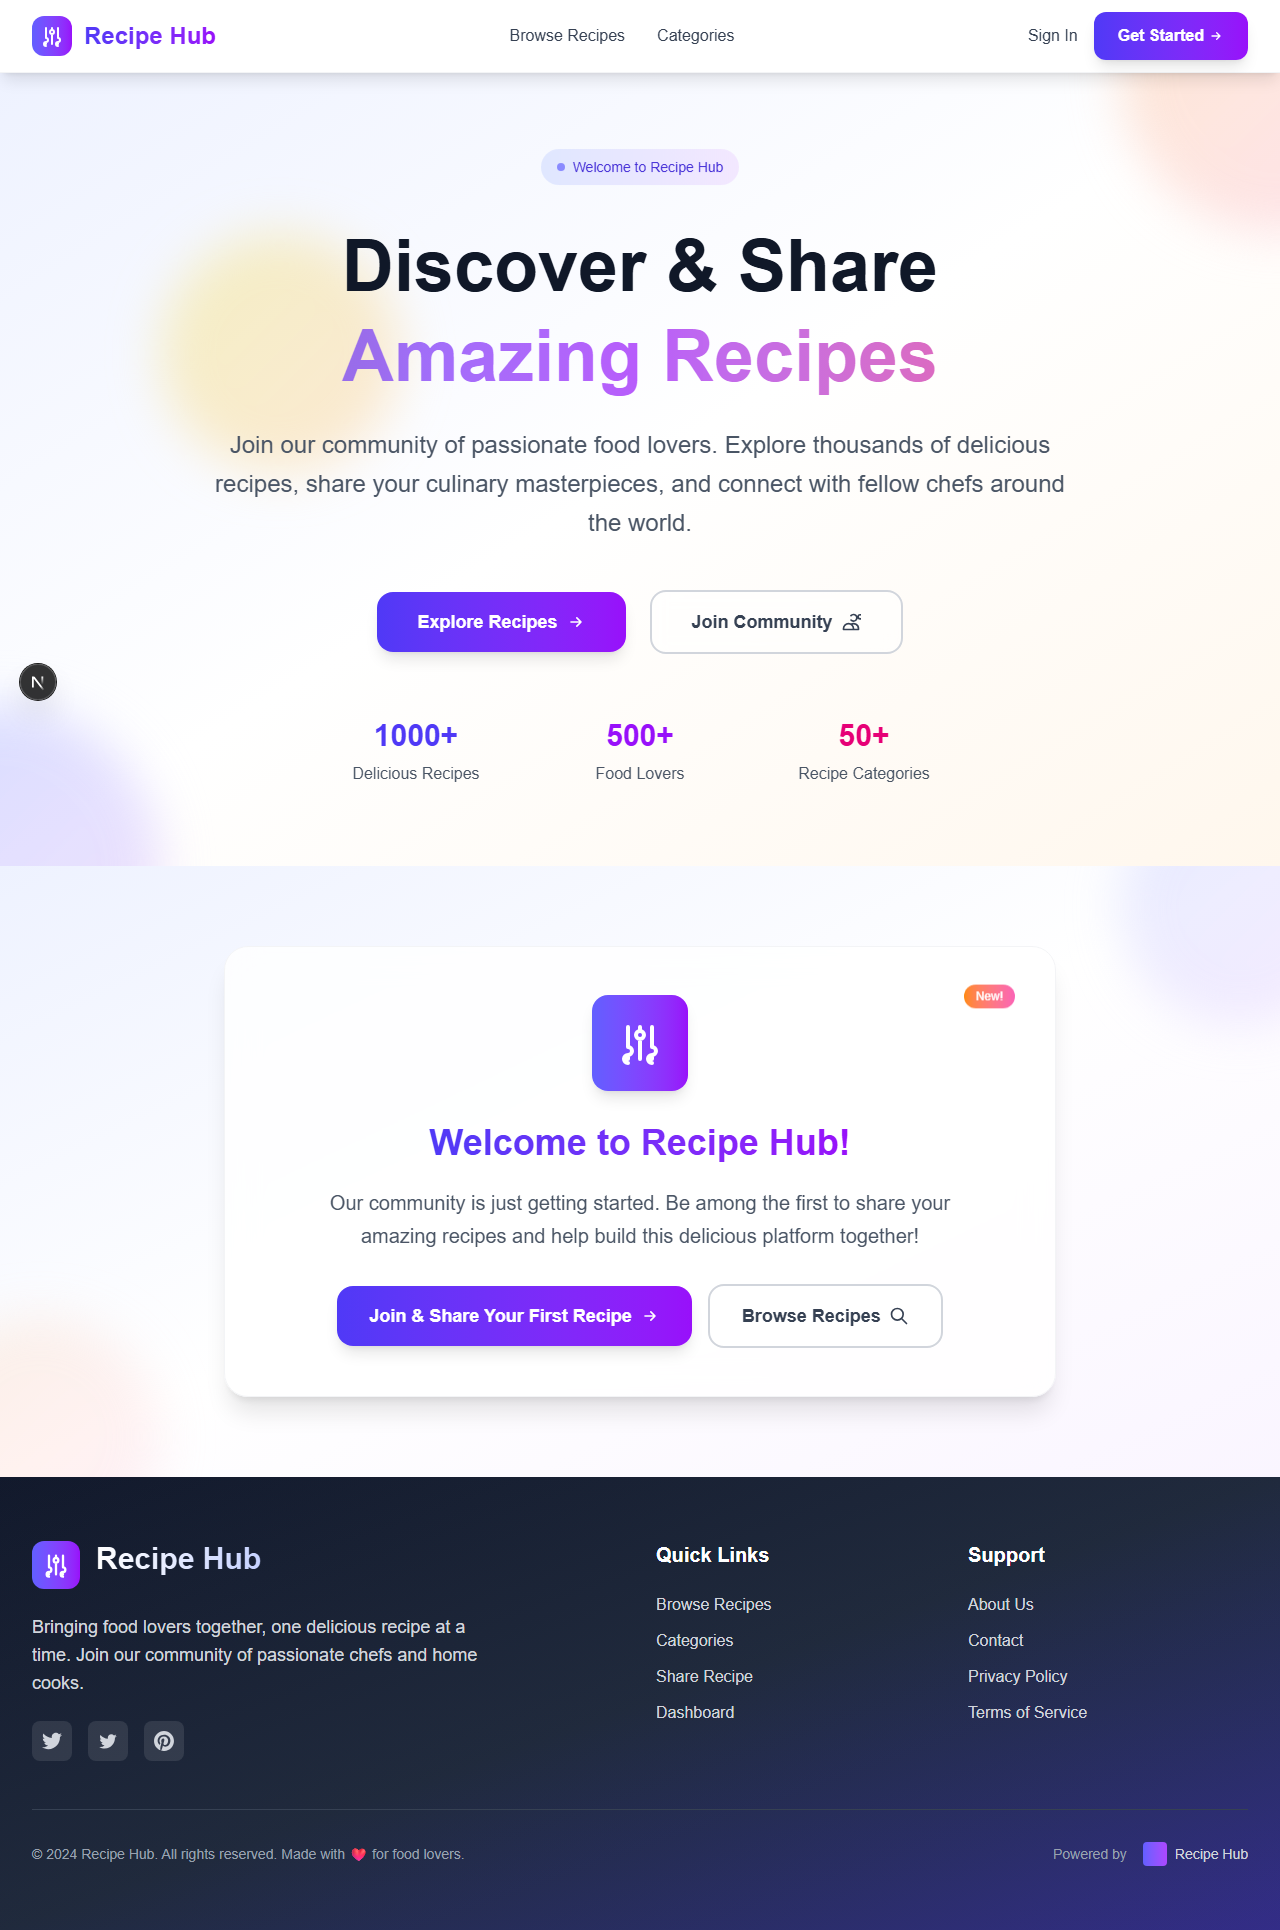 Recipe Hub
Browse Recipes
Categories
Sign In
Get Started →
Welcome to Recipe Hub
Discover & Share
Amazing Recipes
Join our community of passionate food lovers. Explore thousands of delicious
recipes, share your culinary masterpieces, and connect with fellow chefs around
the world.
Explore Recipes →
Join Community
N
1000+
500+
50+
Delicious Recipes
Food Lovers
Recipe Categories
New!
Welcome to Recipe Hub!
Our community is just getting started. Be among the first to share your
amazing recipes and help build this delicious platform together!
Join & Share Your First Recipe →
Browse Recipes
Recipe Hub
Bringing food lovers together, one delicious recipe at a
time. Join our community of passionate chefs and home
cooks.
Quick Links
Browse Recipes
Categories
Share Recipe
Dashboard
Support
About Us
Contact
Privacy Policy
Terms of Service
© 2024 Recipe Hub. All rights reserved. Made with ❤️ for food lovers.
Powered by
Recipe Hub